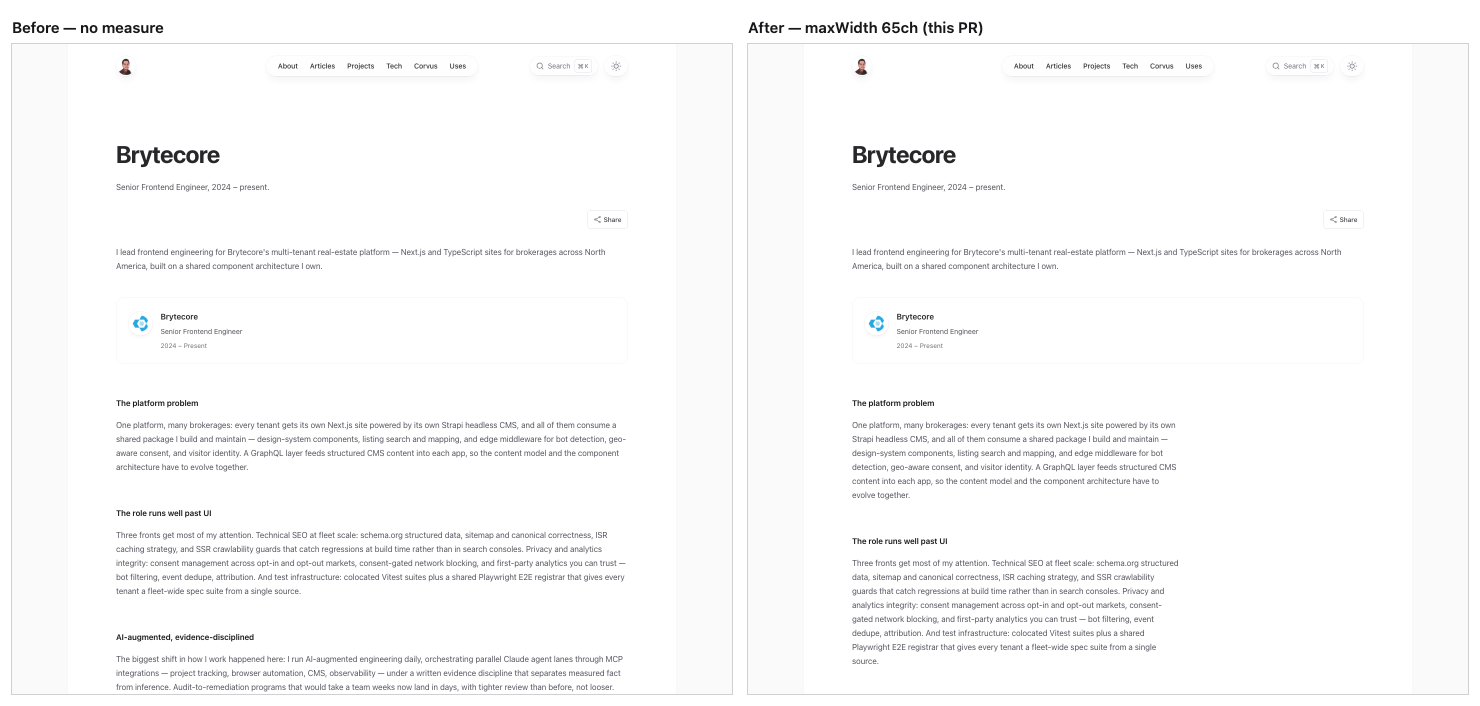 Before — no measure
About Articles Projects Tech Corvus Uses Search ⌘K
Brytecore
Senior Frontend Engineer, 2024 – present.
Share
I lead frontend engineering for Brytecore's multi-tenant real-estate platform — Next.js and TypeScript sites for brokerages across North
America, built on a shared component architecture I own.
Brytecore
Senior Frontend Engineer
2024 – Present
The platform problem
One platform, many brokerages: every tenant gets its own Next.js site powered by its own Strapi headless CMS, and all of them consume a
shared package I build and maintain — design-system components, listing search and mapping, and edge middleware for bot detection, geo-
aware consent, and visitor identity. A GraphQL layer feeds structured CMS content into each app, so the content model and the component
architecture have to evolve together.
The role runs well past UI
Three fronts get most of my attention. Technical SEO at fleet scale: schema.org structured data, sitemap and canonical correctness, ISR
caching strategy, and SSR crawlability guards that catch regressions at build time rather than in search consoles. Privacy and analytics
integrity: consent management across opt-in and opt-out markets, consent-gated network blocking, and first-party analytics you can trust —
bot filtering, event dedupe, attribution. And test infrastructure: colocated Vitest suites plus a shared Playwright E2E registrar that gives every
tenant a fleet-wide spec suite from a single source.
AI-augmented, evidence-disciplined
The biggest shift in how I work happened here: I run AI-augmented engineering daily, orchestrating parallel Claude agent lanes through MCP
integrations — project tracking, browser automation, CMS, observability — under a written evidence discipline that separates measured fact
from inference. Audit-to-remediation programs that would take a team weeks now land in days, with tighter review than before, not looser.
After — maxWidth 65ch (this PR)
About Articles Projects Tech Corvus Uses Search ⌘K
Brytecore
Senior Frontend Engineer, 2024 – present.
Share
I lead frontend engineering for Brytecore's multi-tenant real-estate platform — Next.js and TypeScript sites for brokerages across North
America, built on a shared component architecture I own.
Brytecore
Senior Frontend Engineer
2024 – Present
The platform problem
One platform, many brokerages: every tenant gets its own Next.js site powered by its own
Strapi headless CMS, and all of them consume a shared package I build and maintain —
design-system components, listing search and mapping, and edge middleware for bot
detection, geo-aware consent, and visitor identity. A GraphQL layer feeds structured CMS
content into each app, so the content model and the component architecture have to
evolve together.
The role runs well past UI
Three fronts get most of my attention. Technical SEO at fleet scale: schema.org structured
data, sitemap and canonical correctness, ISR caching strategy, and SSR crawlability
guards that catch regressions at build time rather than in search consoles. Privacy and
analytics integrity: consent management across opt-in and opt-out markets, consent-
gated network blocking, and first-party analytics you can trust — bot filtering, event
dedupe, attribution. And test infrastructure: colocated Vitest suites plus a shared
Playwright E2E registrar that gives every tenant a fleet-wide spec suite from a single
source.